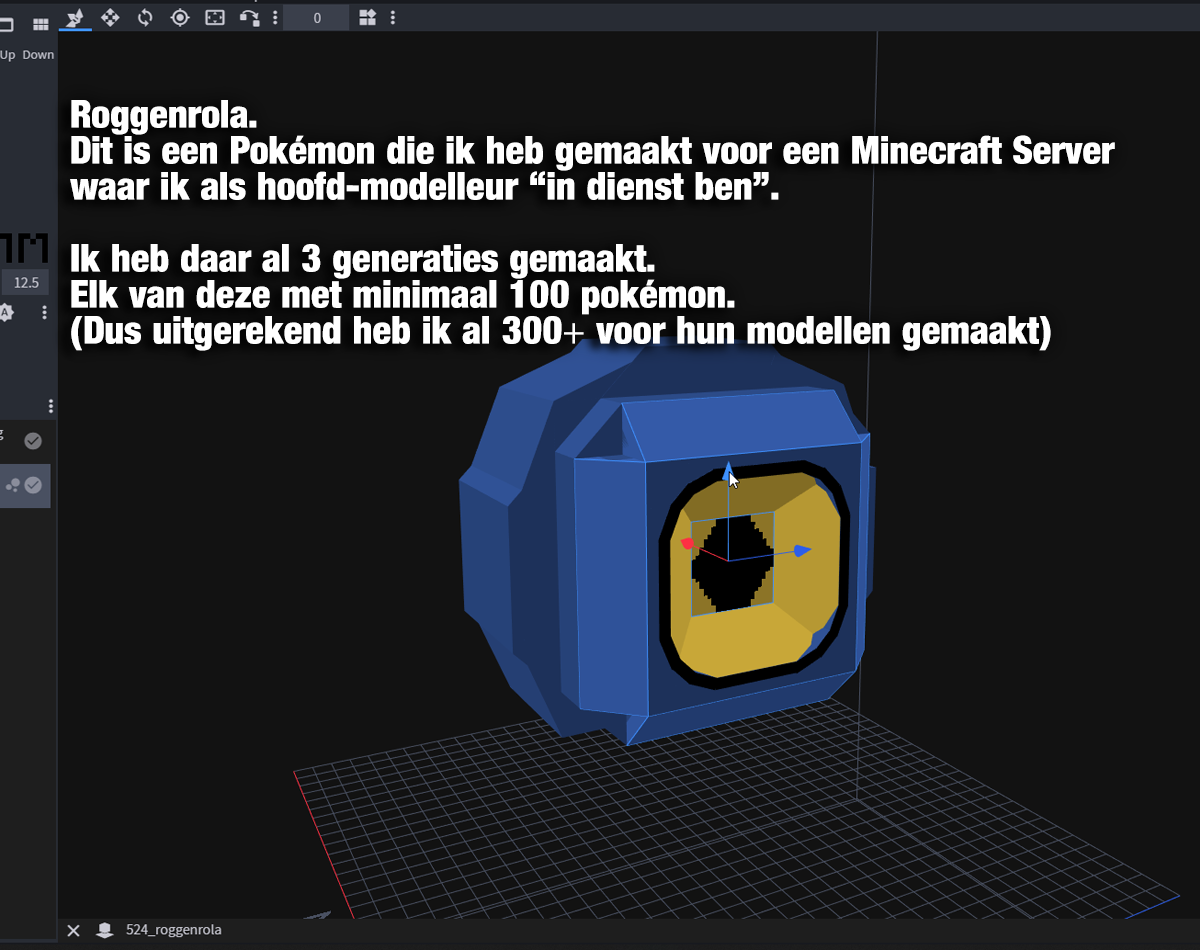 0
Up Down
Roggenrola.
Dit is een Pokémon die ik heb gemaakt voor een Minecraft Server
waar ik als hoofd-modelleur “in dienst ben”.
Ik heb daar al 3 generaties gemaakt.
Elk van deze met minimaal 100 pokémon.
(Dus uitgerekend heb ik al 300+ voor hun modellen gemaakt)
12.5
A
524_roggenrola